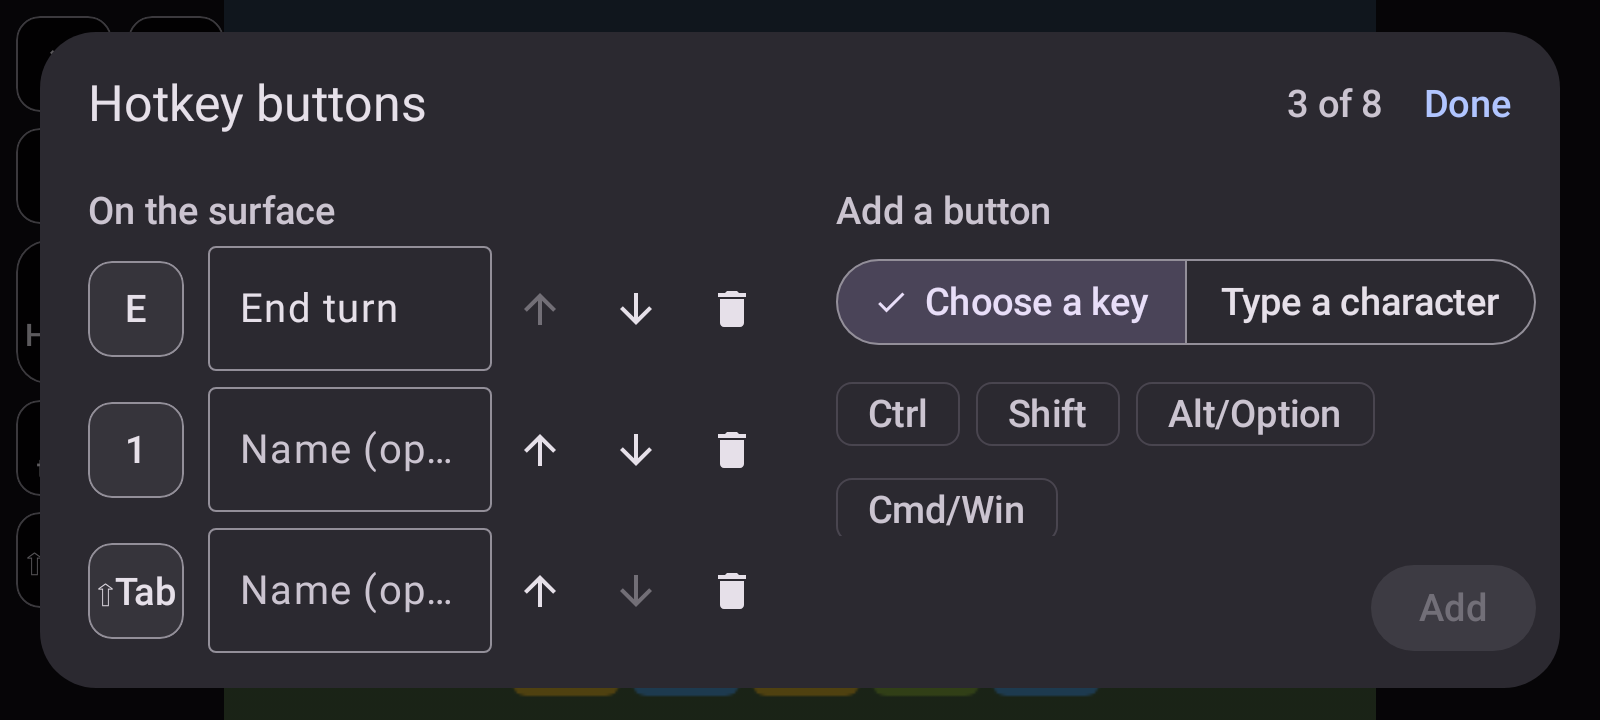 Hotkey buttons
3 of 8 Done
On the surface
E End turn
1 Name (op...
⇧Tab Name (op...
Add a button
Choose a key Type a character
Ctrl Shift Alt/Option
Cmd/Win
Add